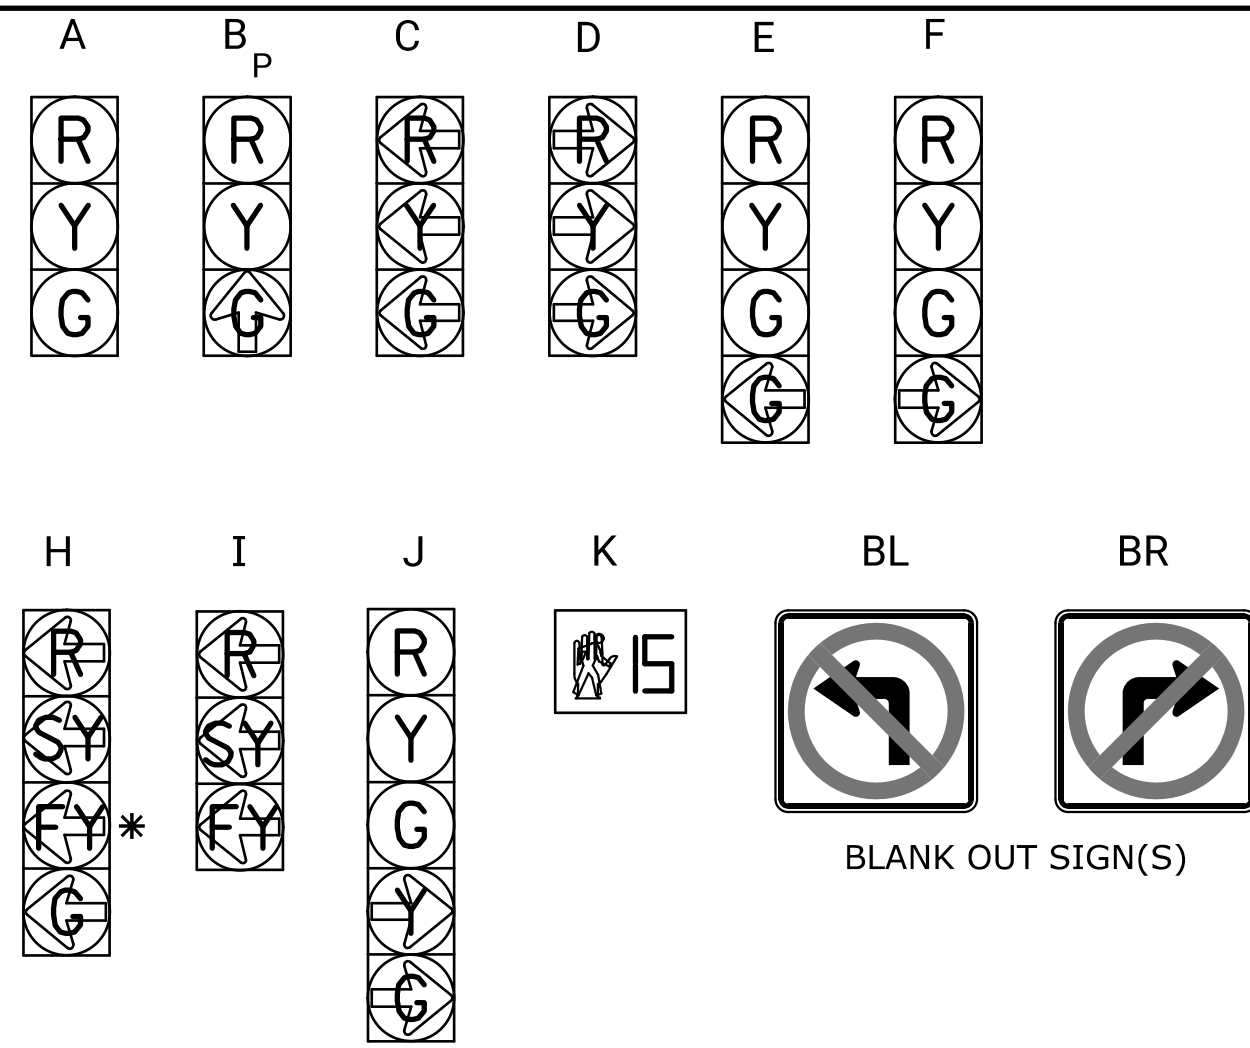 A B P C D E F
R R R R R R
Y Y Y Y Y Y
G G G G G G
G G
H I J K BL BR
R R R 15
SY SY Y
FY * FY G
G Y
G
BLANK OUT SIGN(S)